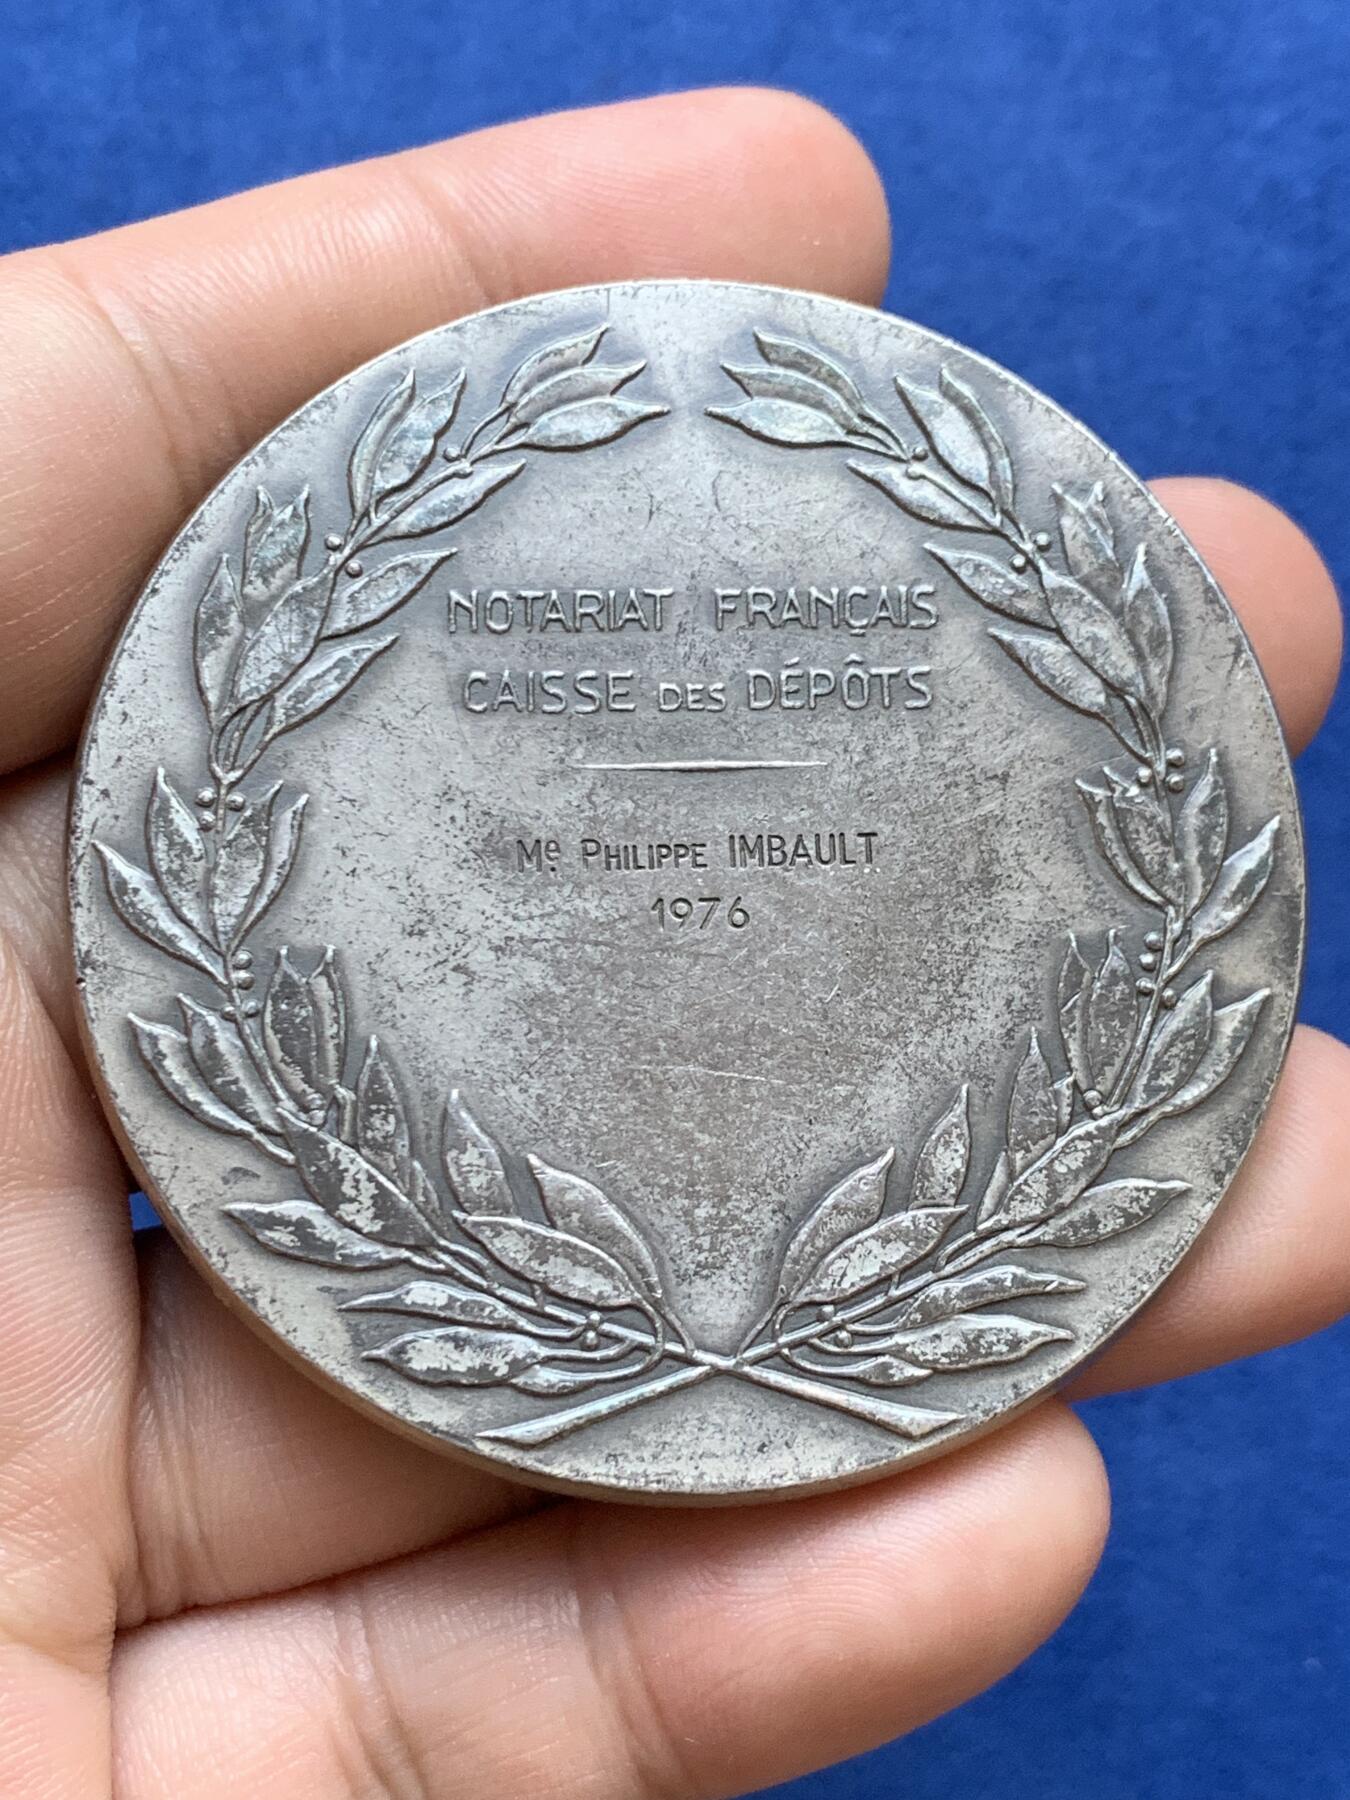 NOTARIAT FRANÇAIS
CAISSE DES DÉPÔTS
Me PHILIPPE IMBAULT
1976